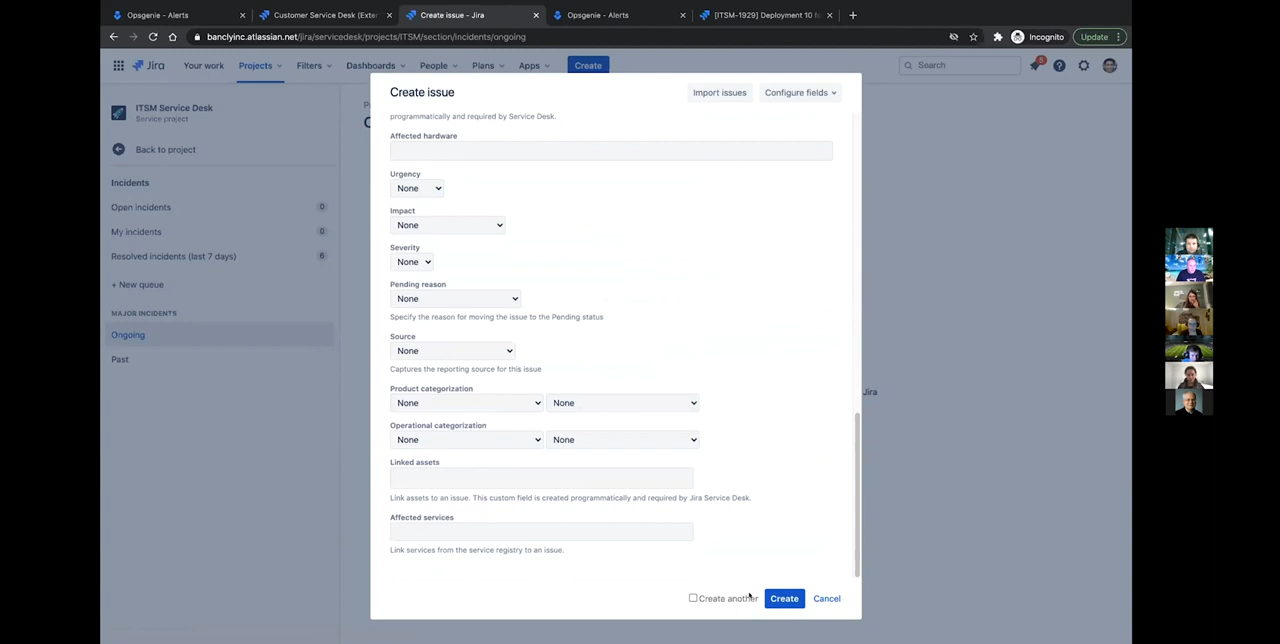 Opsgenie - Alerts
Customer Service Desk (Exter
Create issue - Jira
Opsgenie - Alerts
[ITSM-1929] Deployment 10 f
banclyinc.atlassian.net/jira/servicedesk/projects/ITSM/section/incidents/ongoing
Incognito
Update
Jira
Your work
Projects
Filters
Dashboards
People
Plans
Apps
Create
Search
5
ITSM Service Desk
Service project
Back to project
Incidents
Open incidents 0
My incidents 0
Resolved incidents (last 7 days) 6
+ New queue
MAJOR INCIDENTS
Ongoing
Past
Create issue
Import issues
Configure fields
programmatically and required by Service Desk.
Affected hardware
Urgency
None
Impact
None
Severity
None
Pending reason
None
Specify the reason for moving the issue to the Pending status
Source
None
Captures the reporting source for this issue
Product categorization
None None
Operational categorization
None None
Linked assets
Link assets to an issue. This custom field is created programmatically and required by Jira Service Desk.
Affected services
Link services from the service registry to an issue.
Create another Create Cancel
Jira